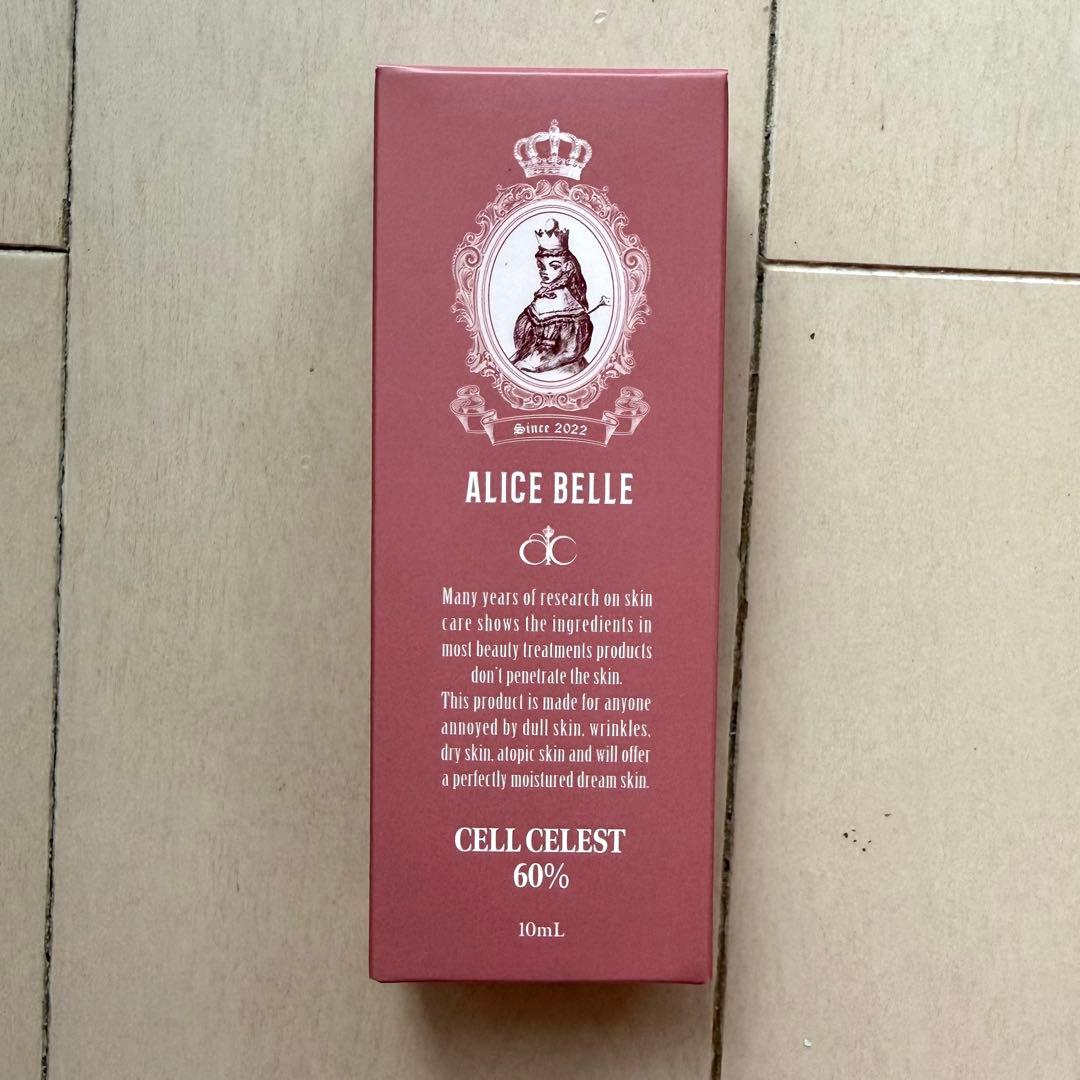 Since 2022
ALICE BELLE
Many years of research on skin
care shows the ingredients in
most beauty treatments products
don't penetrate the skin.
This product is made for anyone
annoyed by dull skin, wrinkles,
dry skin, atopic skin and will offer
a perfectly moistured dream skin.
CELL CELEST
60%
10mL